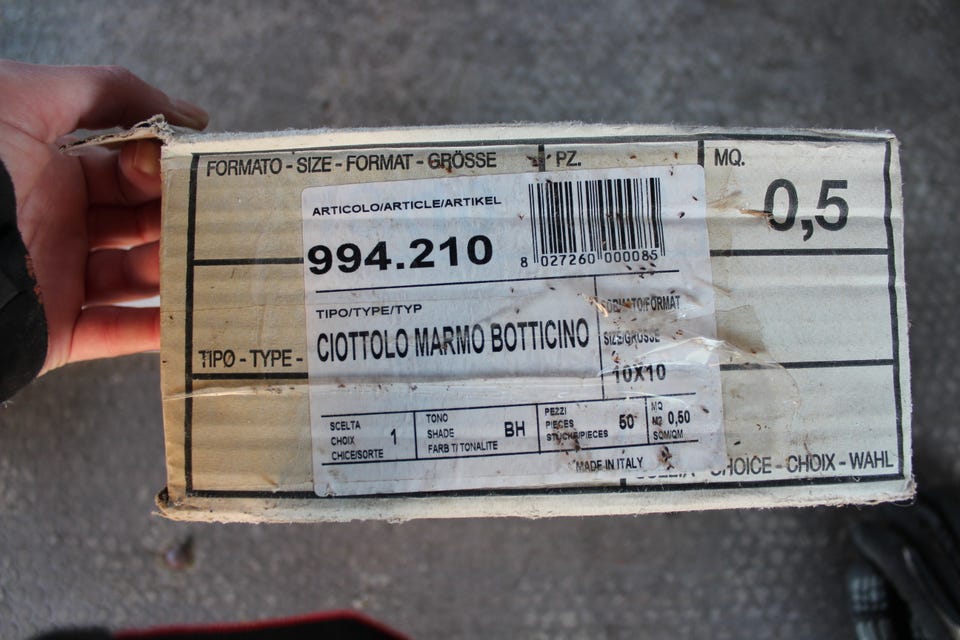 FORMATO - SIZE - FORMAT - GRÖSSE
PZ.
MQ.
0,5
ARTICOLO/ARTICLE/ARTIKEL
994.210
8 027260 000085
TIPO/TYPE/TYP
CIOTTOLO MARMO BOTTICINO
FORMATO/FORMAT
SIZE/GRÖSSE
10X10
TIPO - TYPE -
SCELTA
CHOIX
CHICE/SORTE
1
TONO
SHADE
FARB T/ TONALITE
BH
PEZZI
PIECES
STUCHE/PIECES
50
MQ
M2
SQM/QM
0,50
MADE IN ITALY
CHOICE - CHOIX - WAHL